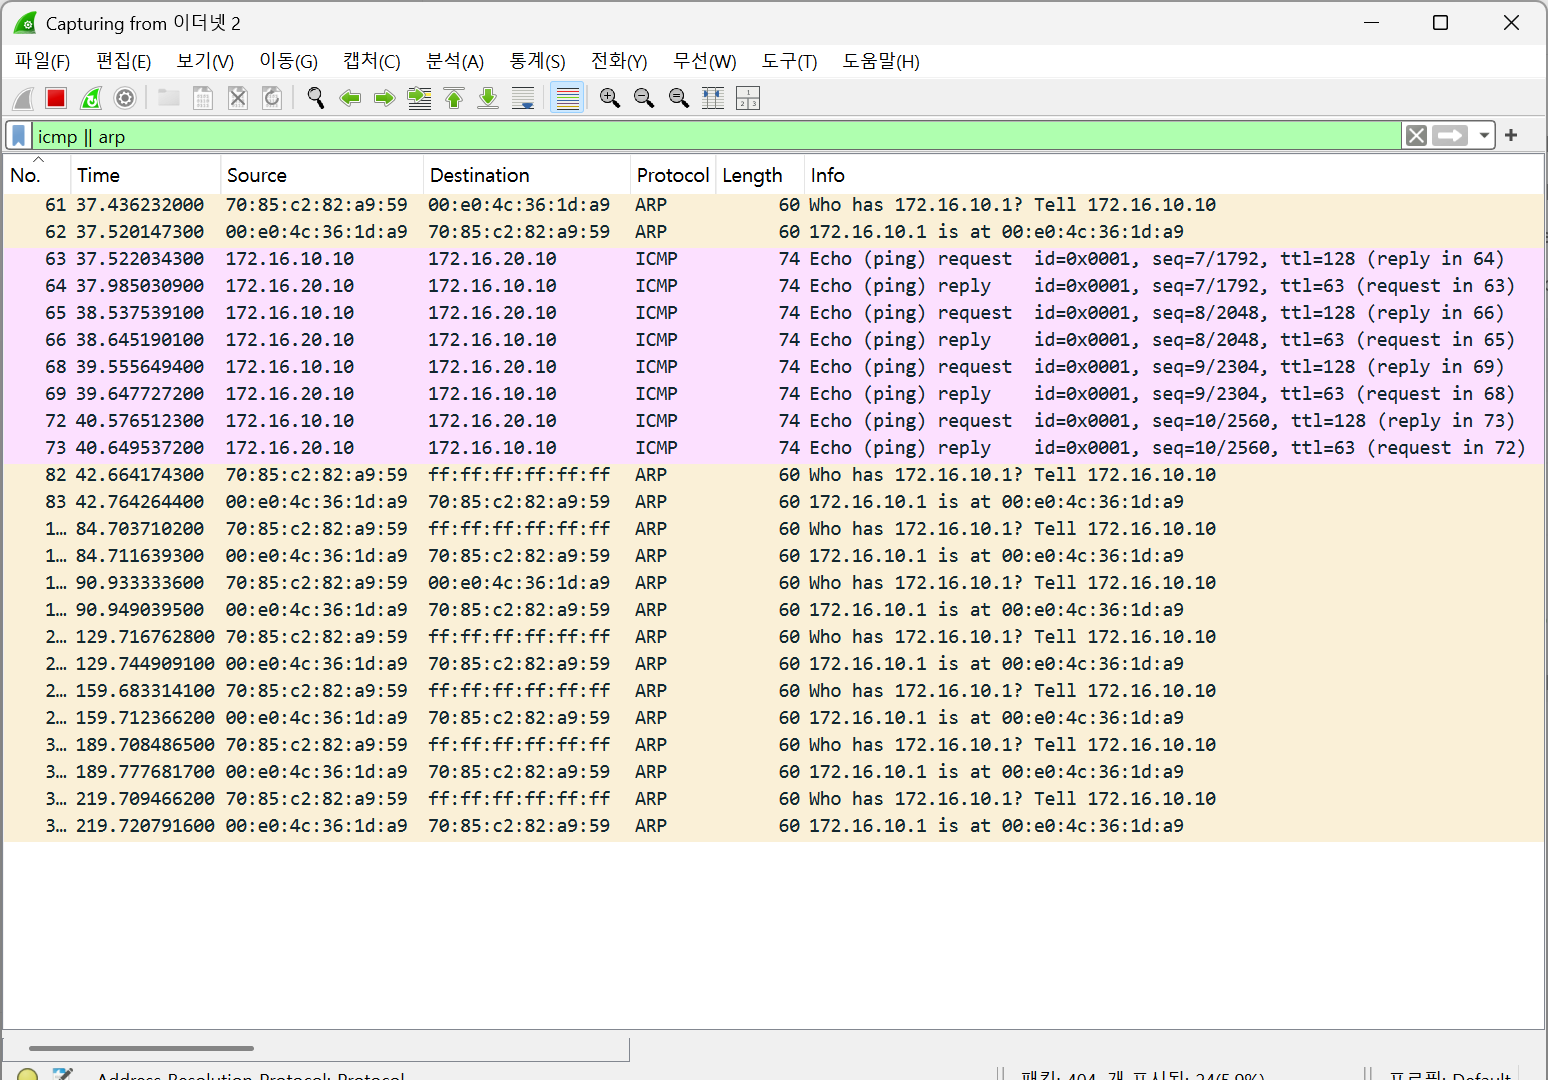 Capturing from 이더넷 2
파일(F) 편집(E) 보기(V) 이동(G) 캡처(C) 분석(A) 통계(S) 전화(Y) 무선(W) 도구(T) 도움말(H)
icmp || arp
No. Time Source Destination Protocol Length Info
61 37.436232000 70:85:c2:82:a9:59 00:e0:4c:36:1d:a9 ARP 60 Who has 172.16.10.1? Tell 172.16.10.10
62 37.520147300 00:e0:4c:36:1d:a9 70:85:c2:82:a9:59 ARP 60 172.16.10.1 is at 00:e0:4c:36:1d:a9
63 37.522034300 172.16.10.10 172.16.20.10 ICMP 74 Echo (ping) request id=0x0001, seq=7/1792, ttl=128 (reply in 64)
64 37.985030900 172.16.20.10 172.16.10.10 ICMP 74 Echo (ping) reply id=0x0001, seq=7/1792, ttl=63 (request in 63)
65 38.537539100 172.16.10.10 172.16.20.10 ICMP 74 Echo (ping) request id=0x0001, seq=8/2048, ttl=128 (reply in 66)
66 38.645190100 172.16.20.10 172.16.10.10 ICMP 74 Echo (ping) reply id=0x0001, seq=8/2048, ttl=63 (request in 65)
68 39.555649400 172.16.10.10 172.16.20.10 ICMP 74 Echo (ping) request id=0x0001, seq=9/2304, ttl=128 (reply in 69)
69 39.647727200 172.16.20.10 172.16.10.10 ICMP 74 Echo (ping) reply id=0x0001, seq=9/2304, ttl=63 (request in 68)
72 40.576512300 172.16.10.10 172.16.20.10 ICMP 74 Echo (ping) request id=0x0001, seq=10/2560, ttl=128 (reply in 73)
73 40.649537200 172.16.20.10 172.16.10.10 ICMP 74 Echo (ping) reply id=0x0001, seq=10/2560, ttl=63 (request in 72)
82 42.664174300 70:85:c2:82:a9:59 ff:ff:ff:ff:ff:ff ARP 60 Who has 172.16.10.1? Tell 172.16.10.10
83 42.764264400 00:e0:4c:36:1d:a9 70:85:c2:82:a9:59 ARP 60 172.16.10.1 is at 00:e0:4c:36:1d:a9
1… 84.703710200 70:85:c2:82:a9:59 ff:ff:ff:ff:ff:ff ARP 60 Who has 172.16.10.1? Tell 172.16.10.10
1… 84.711639300 00:e0:4c:36:1d:a9 70:85:c2:82:a9:59 ARP 60 172.16.10.1 is at 00:e0:4c:36:1d:a9
1… 90.933333600 70:85:c2:82:a9:59 00:e0:4c:36:1d:a9 ARP 60 Who has 172.16.10.1? Tell 172.16.10.10
1… 90.949039500 00:e0:4c:36:1d:a9 70:85:c2:82:a9:59 ARP 60 172.16.10.1 is at 00:e0:4c:36:1d:a9
2… 129.716762800 70:85:c2:82:a9:59 ff:ff:ff:ff:ff:ff ARP 60 Who has 172.16.10.1? Tell 172.16.10.10
2… 129.744909100 00:e0:4c:36:1d:a9 70:85:c2:82:a9:59 ARP 60 172.16.10.1 is at 00:e0:4c:36:1d:a9
2… 159.683314100 70:85:c2:82:a9:59 ff:ff:ff:ff:ff:ff ARP 60 Who has 172.16.10.1? Tell 172.16.10.10
2… 159.712366200 00:e0:4c:36:1d:a9 70:85:c2:82:a9:59 ARP 60 172.16.10.1 is at 00:e0:4c:36:1d:a9
3… 189.708486500 70:85:c2:82:a9:59 ff:ff:ff:ff:ff:ff ARP 60 Who has 172.16.10.1? Tell 172.16.10.10
3… 189.777681700 00:e0:4c:36:1d:a9 70:85:c2:82:a9:59 ARP 60 172.16.10.1 is at 00:e0:4c:36:1d:a9
3… 219.709466200 70:85:c2:82:a9:59 ff:ff:ff:ff:ff:ff ARP 60 Who has 172.16.10.1? Tell 172.16.10.10
3… 219.720791600 00:e0:4c:36:1d:a9 70:85:c2:82:a9:59 ARP 60 172.16.10.1 is at 00:e0:4c:36:1d:a9
Address Resolution Protocol: Protocol 패킷: 404 개 표시됨: 24(5.9%) 프로필: Default